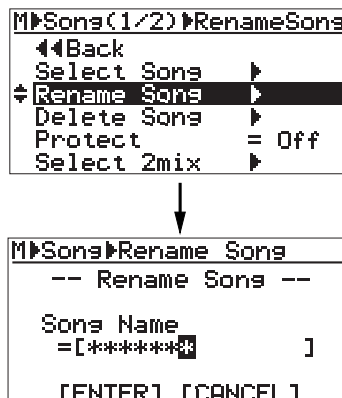 M▶Song(1/2)▶RenameSong
◀◀Back
Select Song ▶
Rename Song ▶
Delete Song ▶
Protect = Off
Select 2mix ▶
M▶Song▶Rename Song
-- Rename Song --
Song Name
=[*******        ]
[ENTER] [CANCEL]